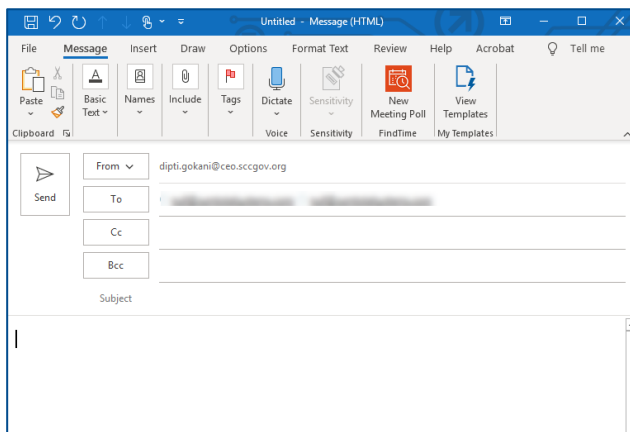 Untitled - Message (HTML)
File Message Insert Draw Options Format Text Review Help Acrobat Tell me
Paste Basic Text Names Include Tags Dictate Sensitivity New Meeting Poll View Templates
Clipboard Voice Sensitivity FindTime My Templates
From dipti.gokani@ceo.sccgov.org
Send
To
Cc
Bcc
Subject